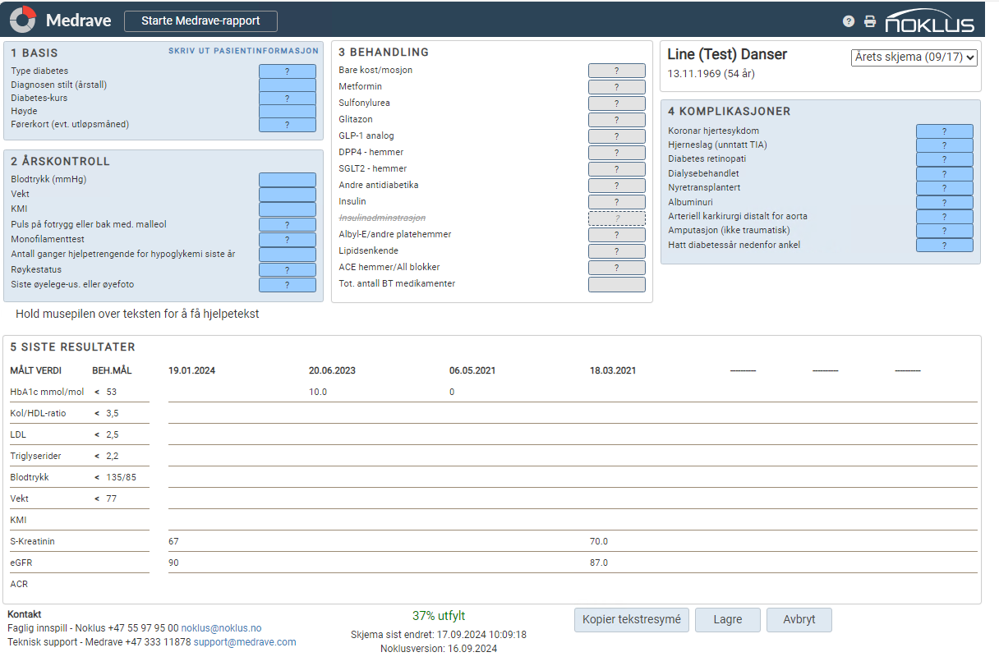 Medrave
Starte Medrave-rapport
?
NOKLUS
1 BASIS
SKRIV UT PASIENTINFORMASJON
Type diabetes ?
Diagnosen stilt (årstall)
Diabetes-kurs ?
Høyde
Førerkort (evt. utløpsmåned) ?
2 ÅRSKONTROLL
Blodtrykk (mmHg)
Vekt
KMI
Puls på fotrygg eller bak med. malleol ?
Monofilamenttest ?
Antall ganger hjelpetrengende for hypoglykemi siste år
Røykestatus ?
Siste øyelege-us. eller øyefoto ?
Hold musepilen over teksten for å få hjelpetekst
3 BEHANDLING
Bare kost/mosjon ?
Metformin ?
Sulfonylurea ?
Glitazon ?
GLP-1 analog ?
DPP4 - hemmer ?
SGLT2 - hemmer ?
Andre antidiabetika ?
Insulin ?
Insulinadminstrasjon ?
Albyl-E/andre platehemmer ?
Lipidsenkende ?
ACE hemmer/All blokker ?
Tot. antall BT medikamenter
Line (Test) Danser
Årets skjema (09/17)
13.11.1969 (54 år)
4 KOMPLIKASJONER
Koronar hjertesykdom ?
Hjerneslag (unntatt TIA) ?
Diabetes retinopati ?
Dialysebehandlet ?
Nyretransplantert ?
Albuminuri ?
Arteriell karkirurgi distalt for aorta ?
Amputasjon (ikke traumatisk) ?
Hatt diabetessår nedenfor ankel ?
5 SISTE RESULTATER
MÅLT VERDI BEH.MÅL 19.01.2024 20.06.2023 06.05.2021 18.03.2021 ---------- ---------- ----------
HbA1c mmol/mol < 53 10.0 0
Kol/HDL-ratio < 3,5
LDL < 2,5
Triglyserider < 2,2
Blodtrykk < 135/85
Vekt < 77
KMI
S-Kreatinin 67 70.0
eGFR 90 87.0
ACR
Kontakt
Faglig innspill - Noklus +47 55 97 95 00 noklus@noklus.no
Teknisk support - Medrave +47 333 11878 support@medrave.com
37% utfylt
Skjema sist endret: 17.09.2024 10:09:18
Noklusversion: 16.09.2024
Kopier tekstresymé
Lagre
Avbryt